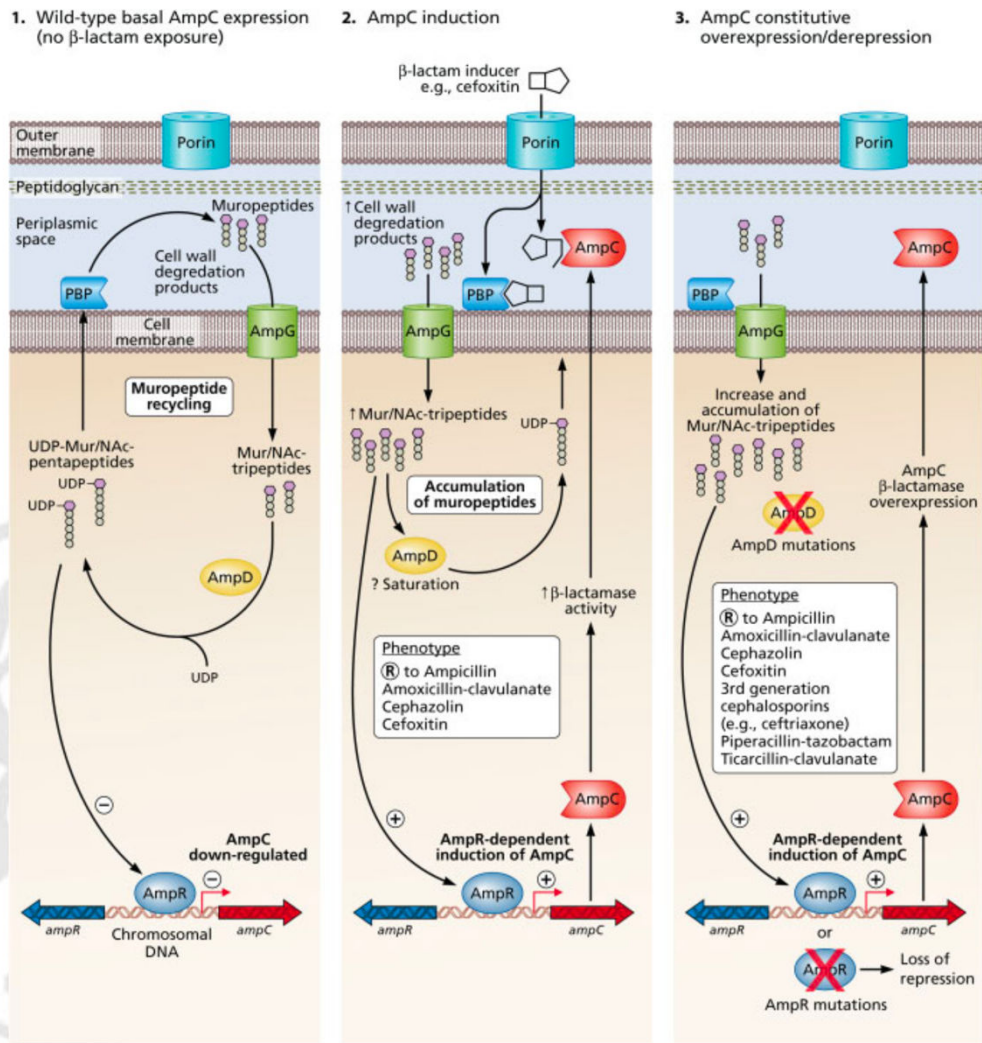 1. Wild-type basal AmpC expression
(no β-lactam exposure)
Outer
membrane
Porin
Peptidoglycan
Periplasmic
space
Muropeptides
Cell wall
degredation
products
PBP
Cell
membrane
AmpG
Muropeptide
recycling
UDP-Mur/NAc-
pentapeptides
UDP
UDP
Mur/NAc-
tripeptides
AmpD
UDP
−
AmpC
down-regulated
AmpR
−
ampR
Chromosomal
DNA
ampC
2. AmpC induction
β-lactam inducer
e.g., cefoxitin
Porin
↑Cell wall
degredation
products
AmpC
PBP
AmpG
↑Mur/NAc-tripeptides
UDP
Accumulation
of muropeptides
AmpD
? Saturation
↑β-lactamase
activity
Phenotype
Ⓡ to Ampicillin
Amoxicillin-clavulanate
Cephazolin
Cefoxitin
AmpC
+
AmpR-dependent
induction of AmpC
AmpR
+
ampR
ampC
3. AmpC constitutive
overexpression/derepression
Porin
AmpC
PBP
AmpG
Increase and
accumulation of
Mur/NAc-tripeptides
AmpD
AmpD mutations
AmpC
β-lactamase
overexpression
Phenotype
Ⓡ to Ampicillin
Amoxicillin-clavulanate
Cephazolin
Cefoxitin
3rd generation
cephalosporins
(e.g., ceftriaxone)
Piperacillin-tazobactam
Ticarcillin-clavulanate
AmpC
+
AmpR-dependent
induction of AmpC
AmpR
+
ampR
or
ampC
AmpR
Loss of
repression
AmpR mutations